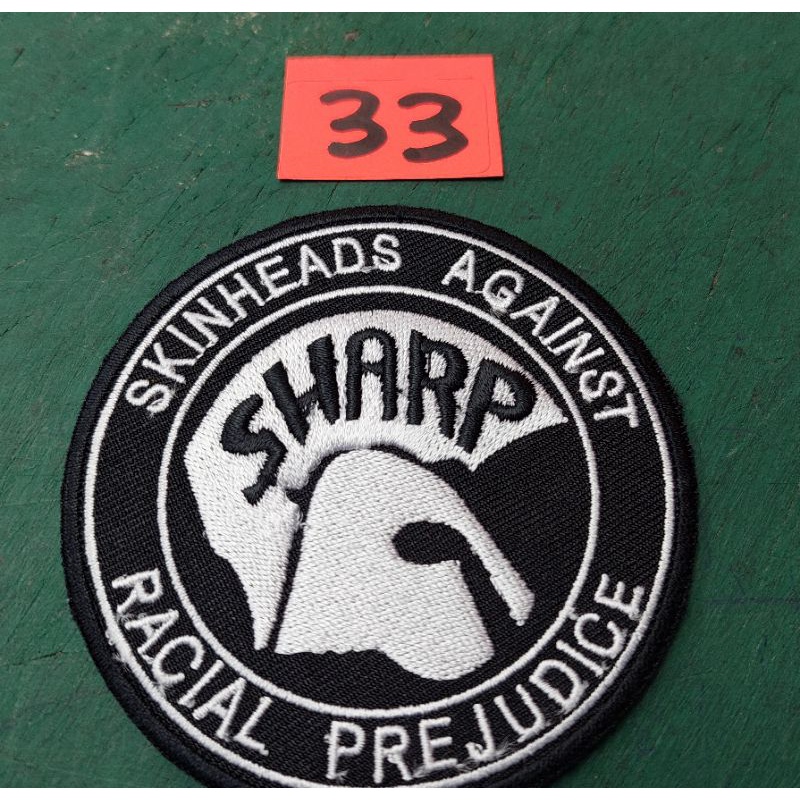 33
SKINHEADS AGAINST
SHARP
RACIAL PREJUDICE